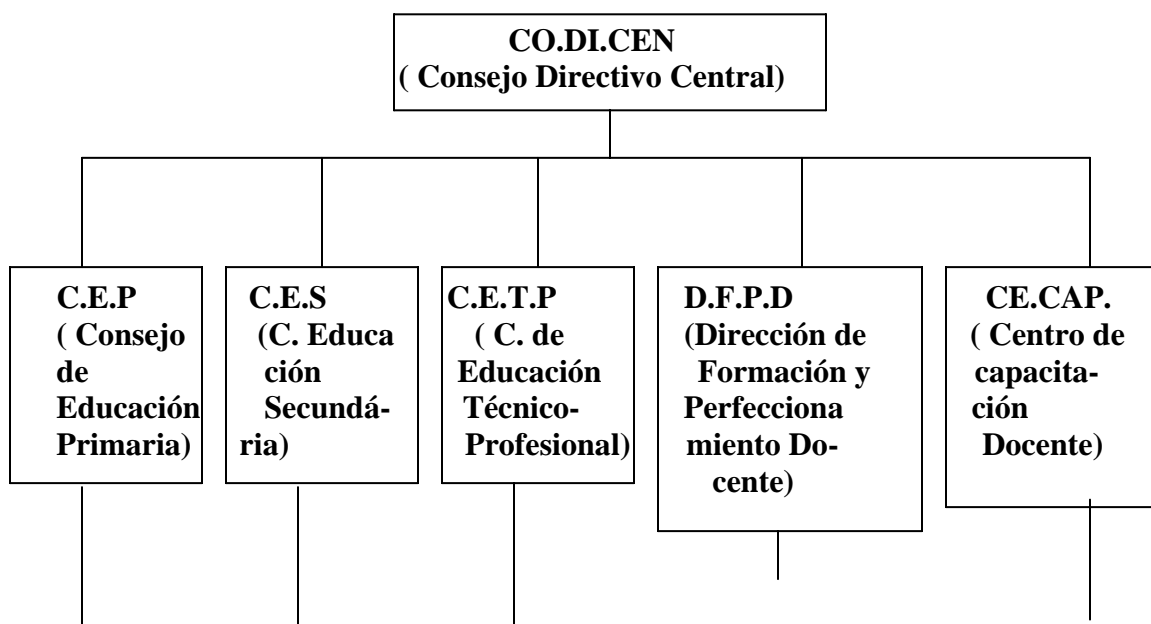 CO.DI.CEN
( Consejo Directivo Central)
C.E.P
( Consejo
de
Educación
Primaria)
C.E.S
(C. Educa
ción
Secundá-
ria)
C.E.T.P
( C. de
Educación
Técnico-
Profesional)
D.F.P.D
(Dirección de
Formación y
Perfecciona
miento Do-
cente)
CE.CAP.
( Centro de
capacita-
ción
Docente)